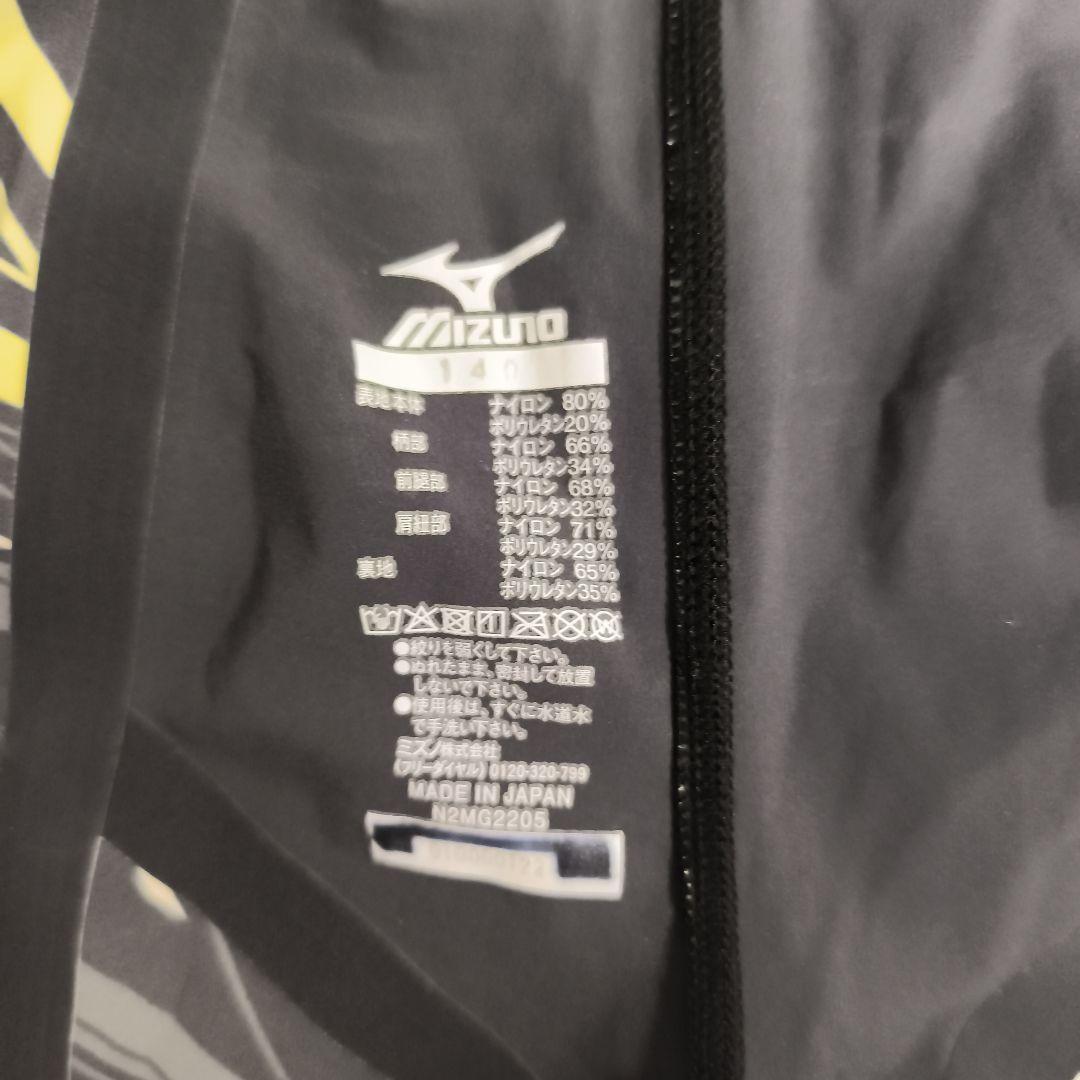 MIZUNO
140
表地本体 ナイロン 80%
ポリウレタン20%
柄部 ナイロン 66%
ポリウレタン34%
前腿部 ナイロン 68%
ポリウレタン32%
肩紐部 ナイロン 71%
ポリウレタン29%
裏地 ナイロン 65%
ポリウレタン35%
●絞りを弱くして下さい。
●ぬれたまま、密封して放置
しないで下さい。
●使用後は、すぐに水道水
で手洗い下さい。
ミズノ株式会社
(フリーダイヤル) 0120-320-799
MADE IN JAPAN
N2MG2205